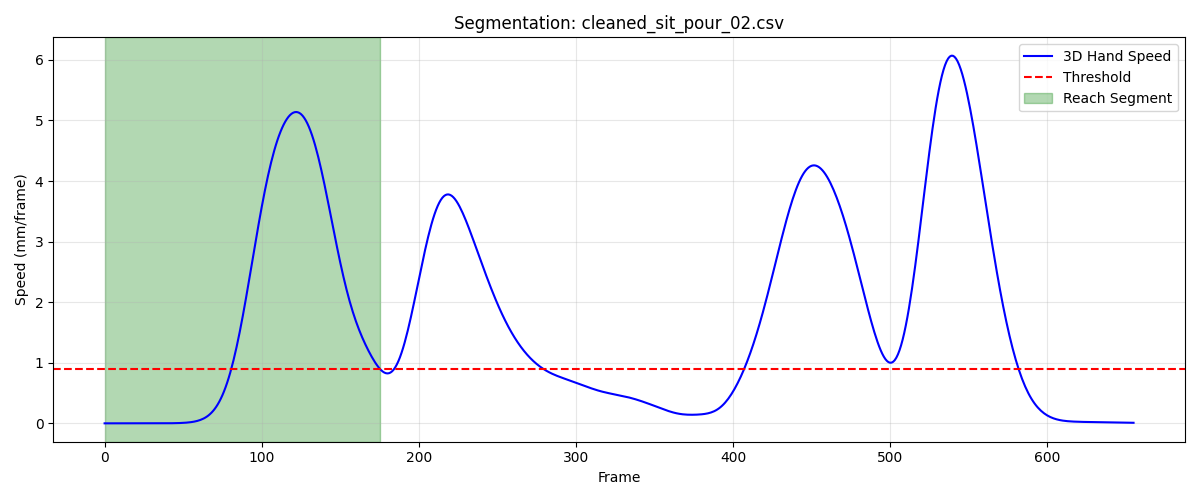 Segmentation: cleaned_sit_pour_02.csv
3D Hand Speed
Threshold
Reach Segment
Speed (mm/frame)
6
5
4
3
2
1
0
0 100 200 300 400 500 600
Frame